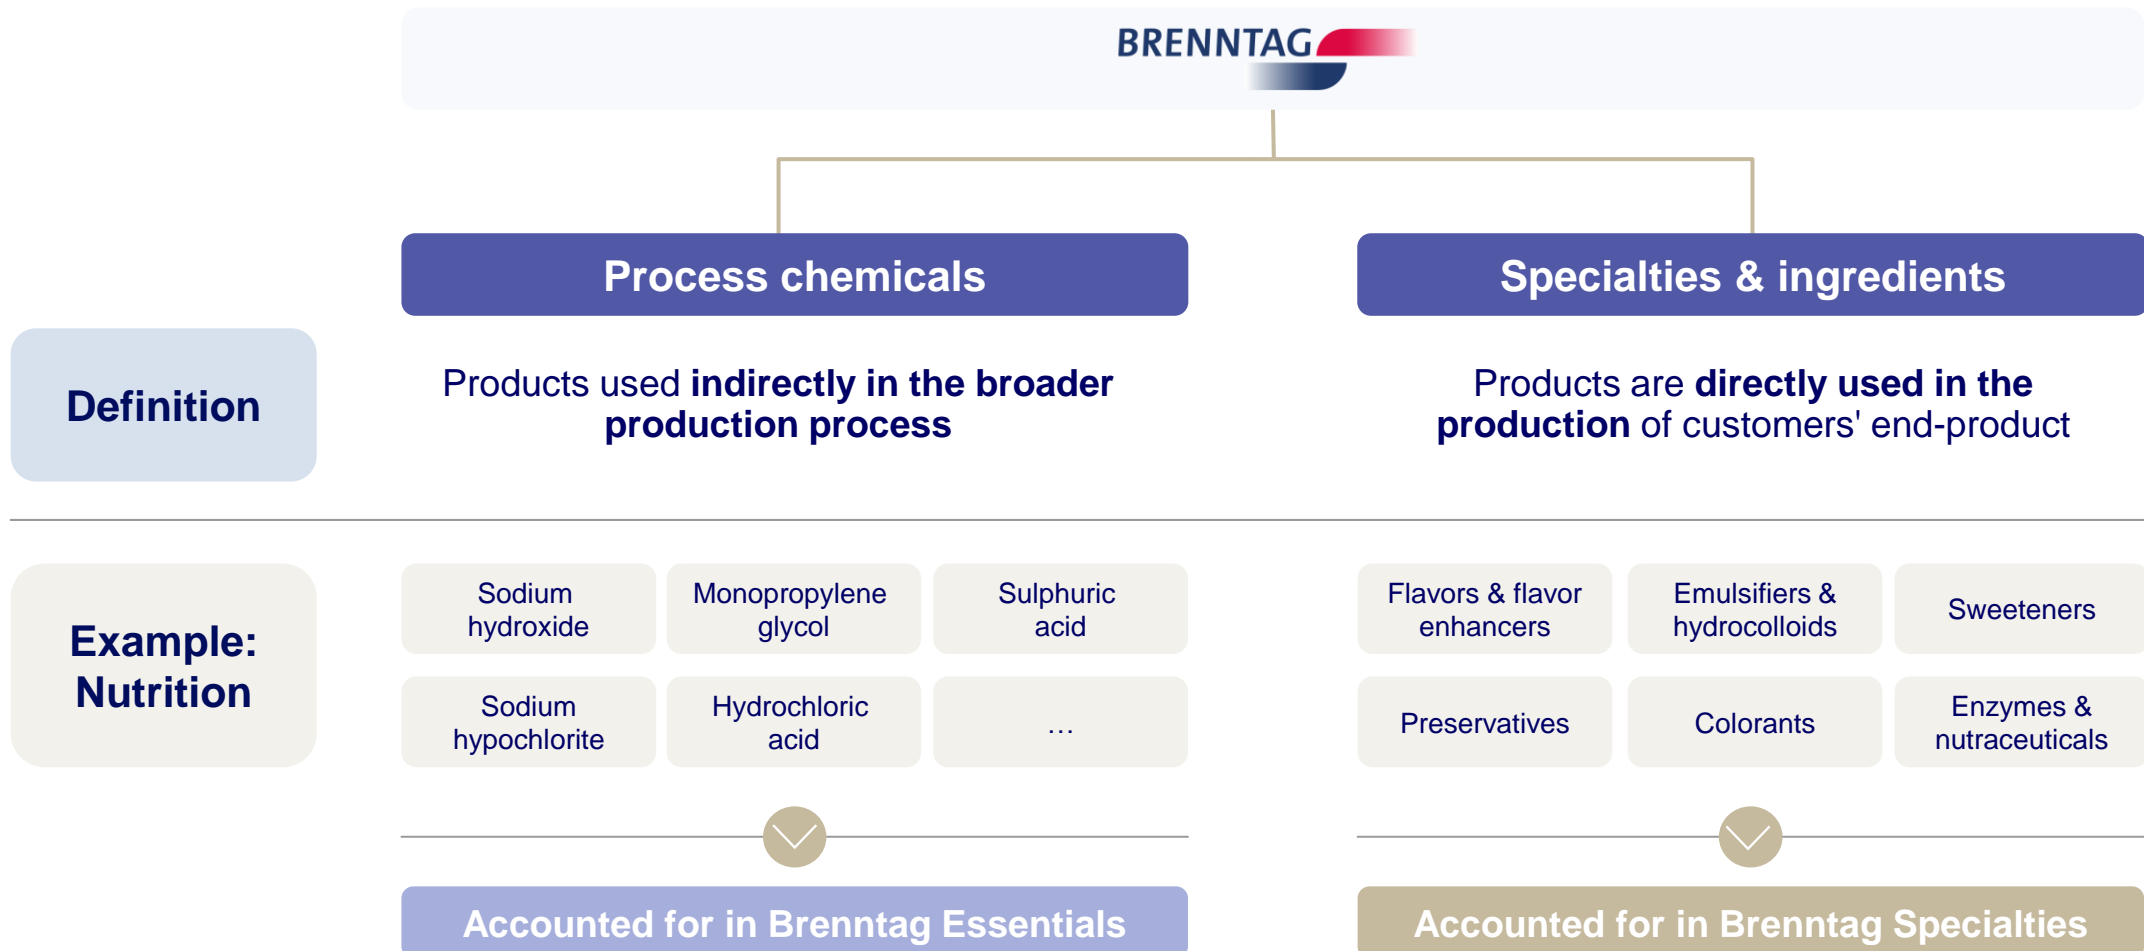 BRENNTAG
Process chemicals
Specialties & ingredients
Definition
Products used indirectly in the broader
production process
Products are directly used in the
production of customers' end-product
Example:
Nutrition
Sodium
hydroxide
Monopropylene
glycol
Sulphuric
acid
Sodium
hypochlorite
Hydrochloric
acid
…
Flavors & flavor
enhancers
Emulsifiers &
hydrocolloids
Sweeteners
Preservatives
Colorants
Enzymes &
nutraceuticals
Accounted for in Brenntag Essentials
Accounted for in Brenntag Specialties